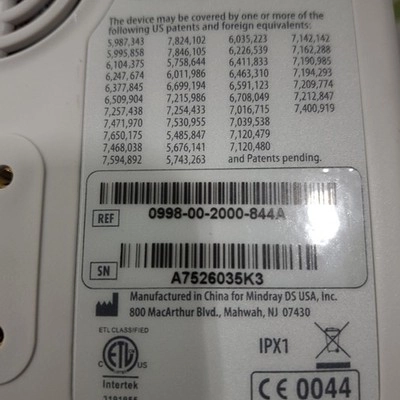 The device may be covered by one or more of the
following US patents and foreign equivalents:
5,987,343 7,824,102 6,035,223 7,142,142
5,995,858 7,846,105 6,226,539 7,162,288
6,104,375 5,758,644 6,411,833 7,190,985
6,247,674 6,011,986 6,463,310 7,194,293
6,377,845 6,699,194 6,591,123 7,209,774
6,509,904 7,215,986 6,708,049 7,212,847
7,257,438 7,254,433 7,016,715 7,400,919
7,471,970 7,530,955 7,039,538
7,650,175 5,485,847 7,120,479
7,468,038 5,676,141 7,120,480
7,594,892 5,743,263 and Patents pending.
REF 0998-00-2000-844A
SN A7526035K3
Manufactured in China for Mindray DS USA, Inc.
800 MacArthur Blvd., Mahwah, NJ 07430
ETL CLASSIFIED
C ETL US
IPX1
Intertek
CE 0044